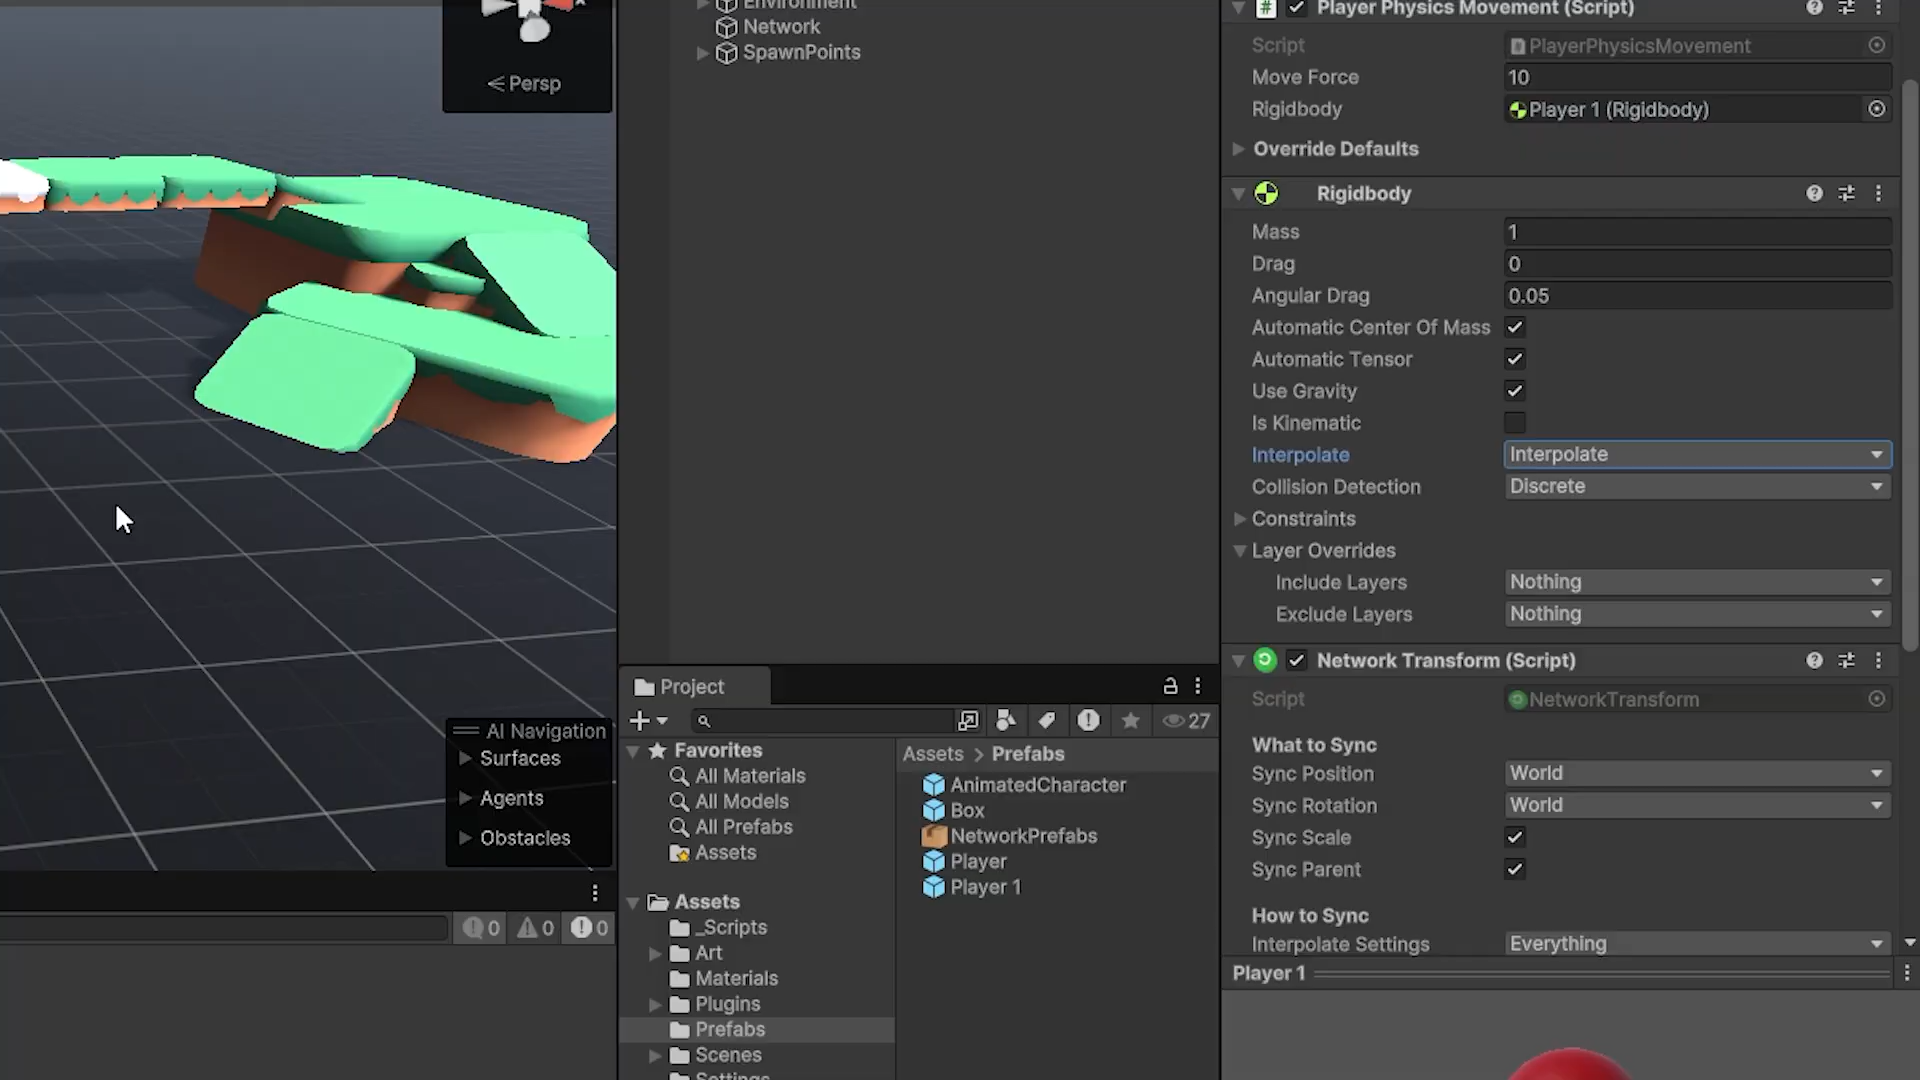 < Persp
AI Navigation
Surfaces
Agents
Obstacles
0
0
0
Environment
Network
SpawnPoints
Project
27
Favorites
All Materials
All Models
All Prefabs
Assets
Assets
_Scripts
Art
Materials
Plugins
Prefabs
Scenes
Settings
Assets > Prefabs
AnimatedCharacter
Box
NetworkPrefabs
Player
Player 1
# Player Physics Movement (Script)
Script PlayerPhysicsMovement
Move Force 10
Rigidbody Player 1 (Rigidbody)
Override Defaults
Rigidbody
Mass 1
Drag 0
Angular Drag 0.05
Automatic Center Of Mass
Automatic Tensor
Use Gravity
Is Kinematic
Interpolate Interpolate
Collision Detection Discrete
Constraints
Layer Overrides
Include Layers Nothing
Exclude Layers Nothing
Network Transform (Script)
Script NetworkTransform
What to Sync
Sync Position World
Sync Rotation World
Sync Scale
Sync Parent
How to Sync
Interpolate Settings Everything
Player 1